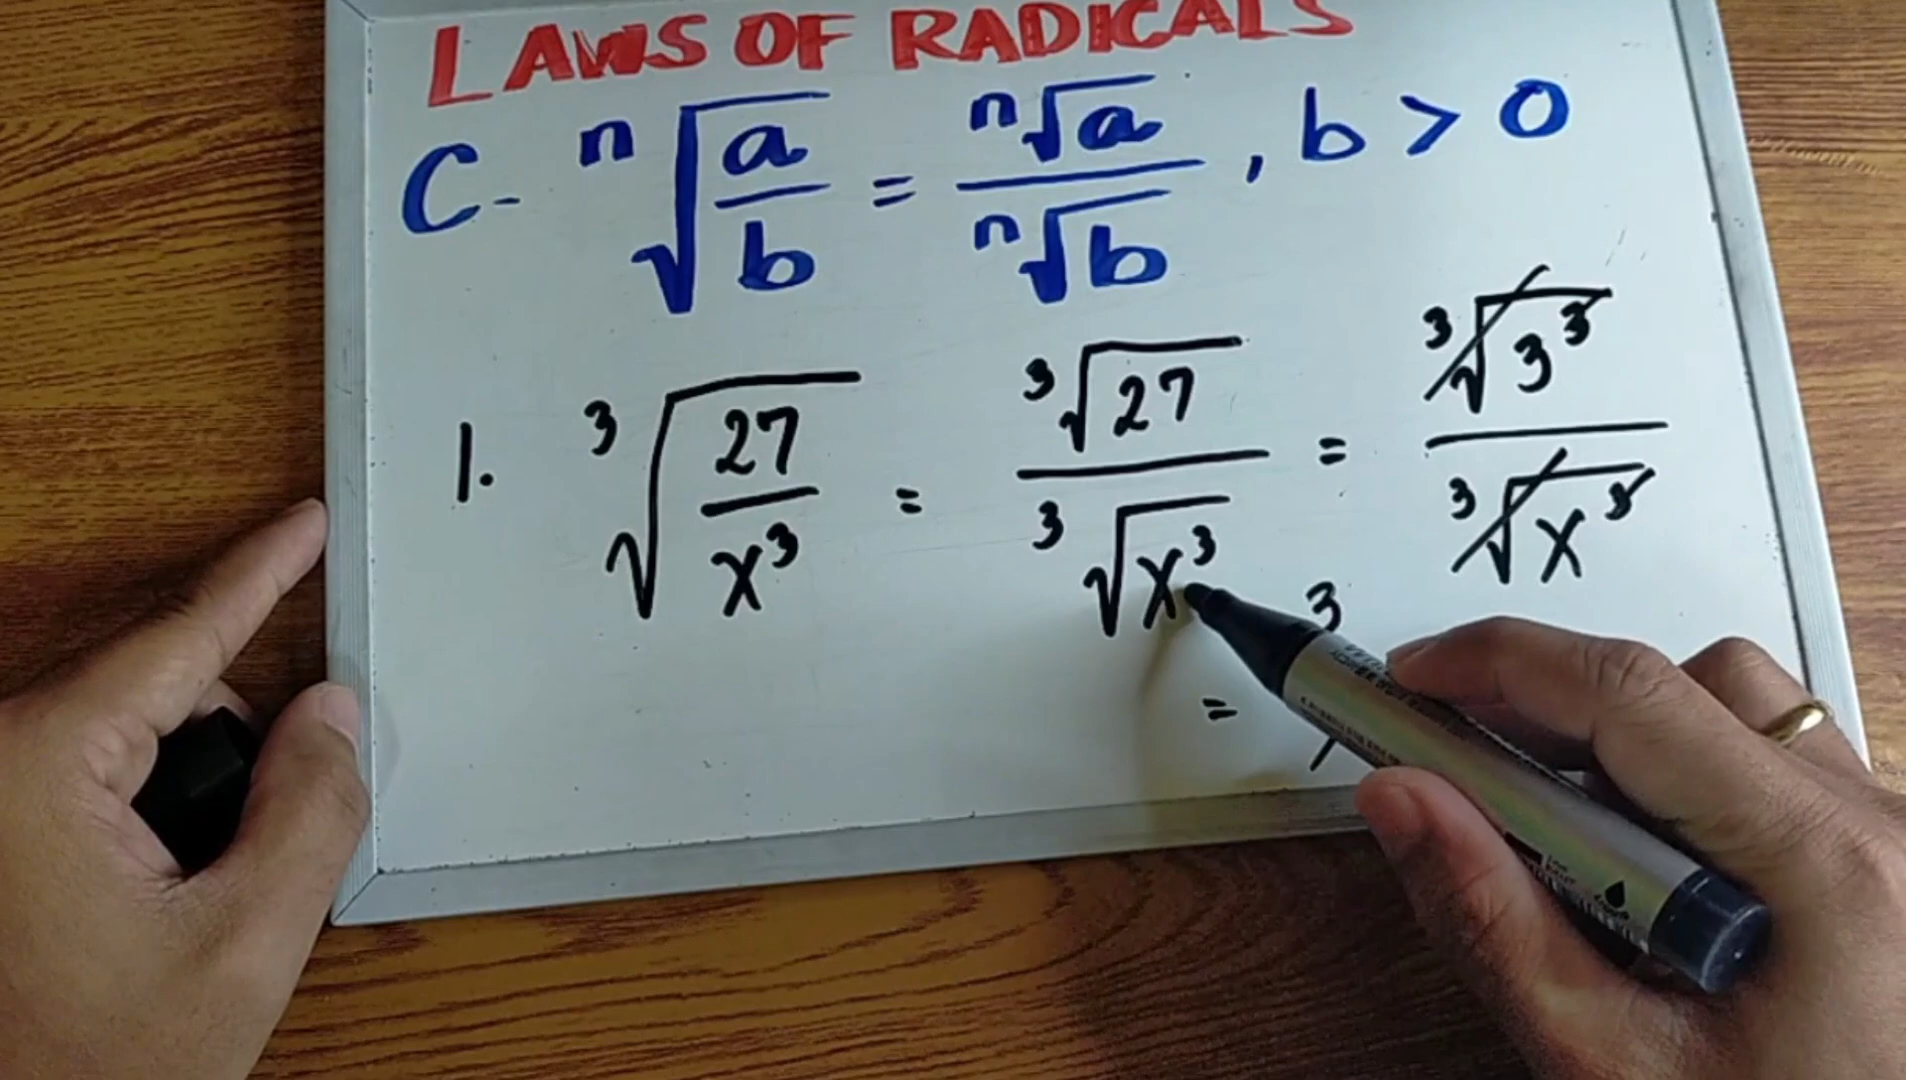 LAWS OF RADICALS
C- ⁿ√(a/b) = ⁿ√a / ⁿ√b , b > 0
1. ³√(27/x³) = ³√27 / ³√x³ = ³√3³ / ³√x³
= 3